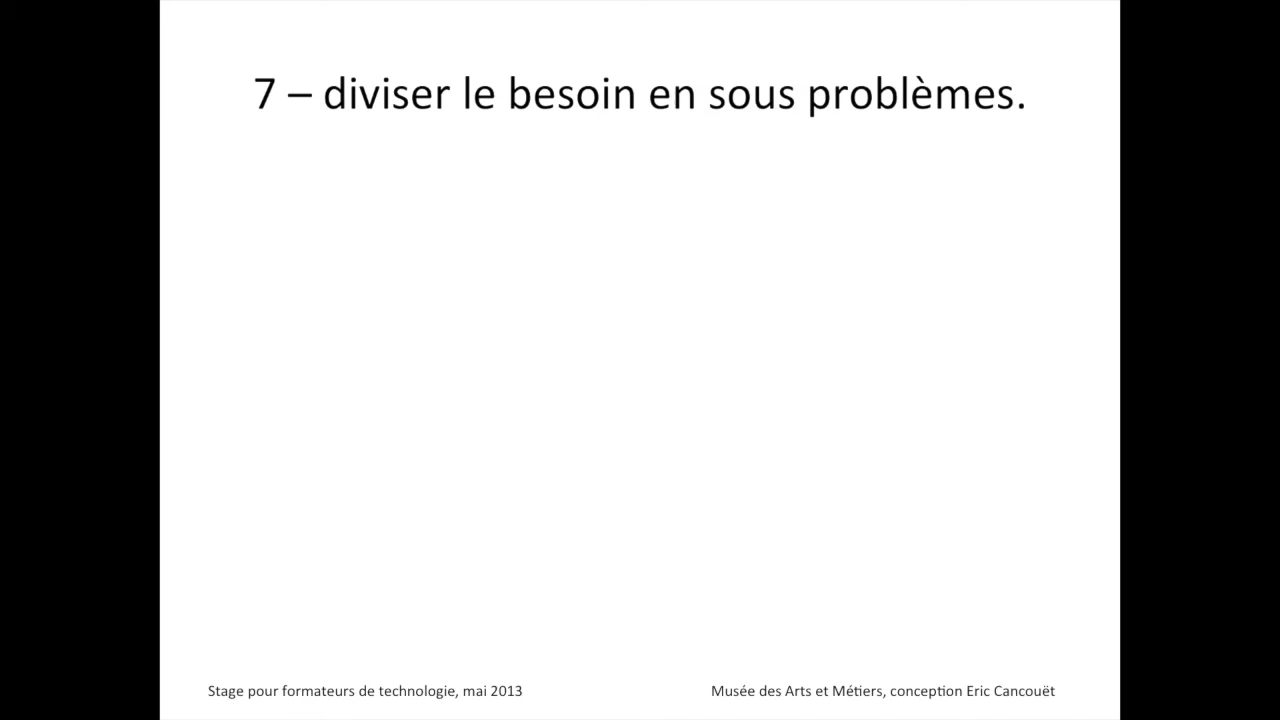 7 – diviser le besoin en sous problèmes.
Stage pour formateurs de technologie, mai 2013
Musée des Arts et Métiers, conception Eric Cancouët